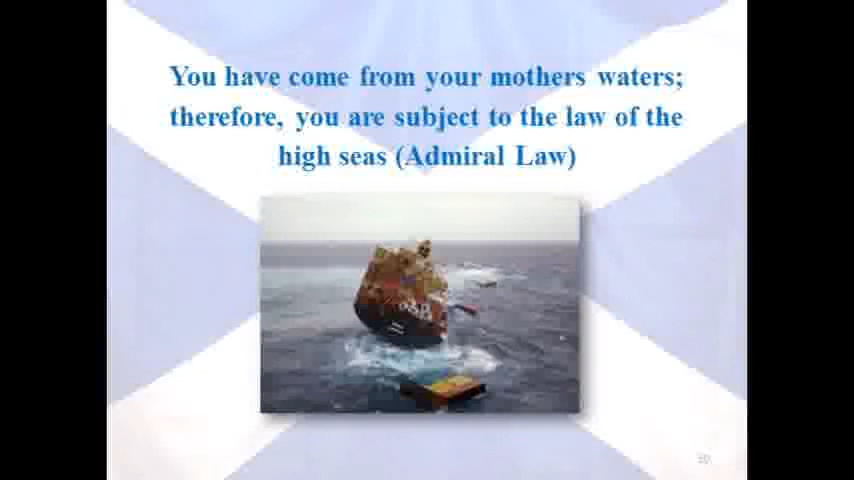 You have come from your mothers waters;
therefore, you are subject to the law of the
high seas (Admiral Law)